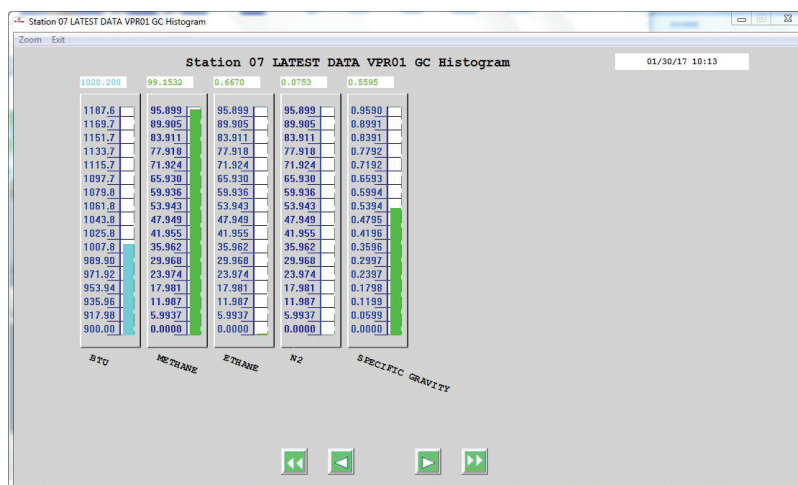 Station 07 LATEST DATA VPR01 GC Histogram
Zoom Exit
Station 07 LATEST DATA VPR01 GC Histogram
01/30/17 10:13
1020.200 99.1532 0.6670 0.0753 0.5595
1187.6 95.899 95.899 95.899 0.9590
1169.7 89.905 89.905 89.905 0.8991
1151.7 83.911 83.911 83.911 0.8391
1133.7 77.918 77.918 77.918 0.7792
1115.7 71.924 71.924 71.924 0.7192
1097.7 65.930 65.930 65.930 0.6593
1079.8 59.936 59.936 59.936 0.5994
1061.8 53.943 53.943 53.943 0.5394
1043.8 47.949 47.949 47.949 0.4795
1025.8 41.955 41.955 41.955 0.4196
1007.8 35.962 35.962 35.962 0.3596
989.90 29.968 29.968 29.968 0.2997
971.92 23.974 23.974 23.974 0.2397
953.94 17.981 17.981 17.981 0.1798
935.96 11.987 11.987 11.987 0.1199
917.98 5.9937 5.9937 5.9937 0.0599
900.00 0.0000 0.0000 0.0000 0.0000
BTU METHANE ETHANE N2 SPECIFIC GRAVITY